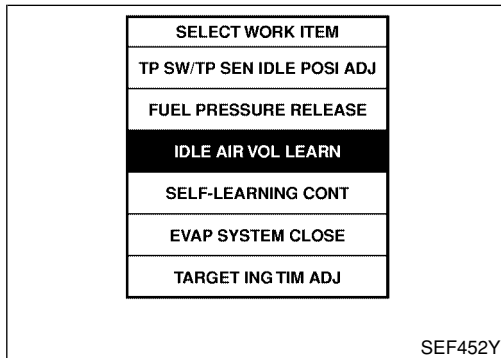 SELECT WORK ITEM
TP SW/TP SEN IDLE POSI ADJ
FUEL PRESSURE RELEASE
IDLE AIR VOL LEARN
SELF-LEARNING CONT
EVAP SYSTEM CLOSE
TARGET ING TIM ADJ
SEF452Y